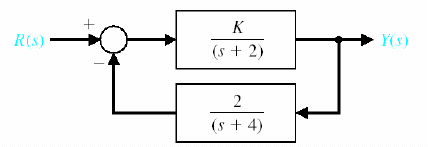 R(s)
+
−
K
(s + 2)
Y(s)
2
(s + 4)